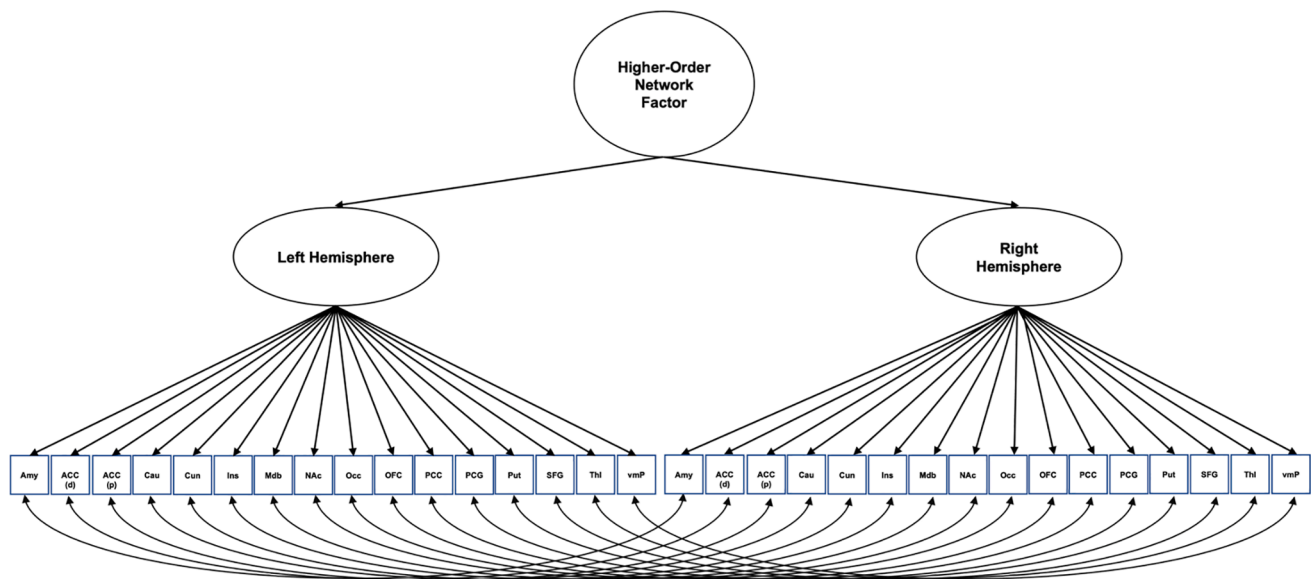 Higher-Order
Network
Factor
Left Hemisphere
Right
Hemisphere
Amy
ACC
(d)
ACC
(p)
Cau
Cun
Ins
Mdb
NAc
Occ
OFC
PCC
PCG
Put
SFG
Thl
vmP
Amy
ACC
(d)
ACC
(p)
Cau
Cun
Ins
Mdb
NAc
Occ
OFC
PCC
PCG
Put
SFG
Thl
vmP